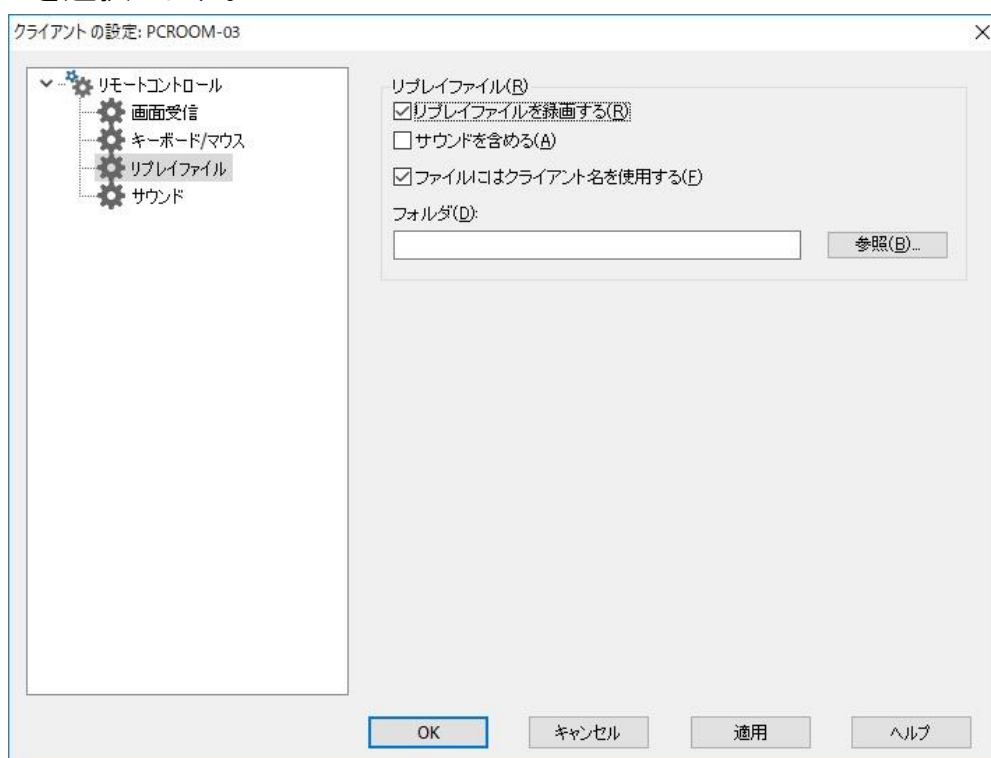 クライアントの設定: PCROOM-03
リモートコントロール
画面受信
キーボード/マウス
リプレイファイル
サウンド
リプレイファイル(R)
リプレイファイルを録画する(R)
サウンドを含める(A)
ファイルにはクライアント名を使用する(F)
フォルダ(D):
参照(B)...
OK
キャンセル
適用
ヘルプ